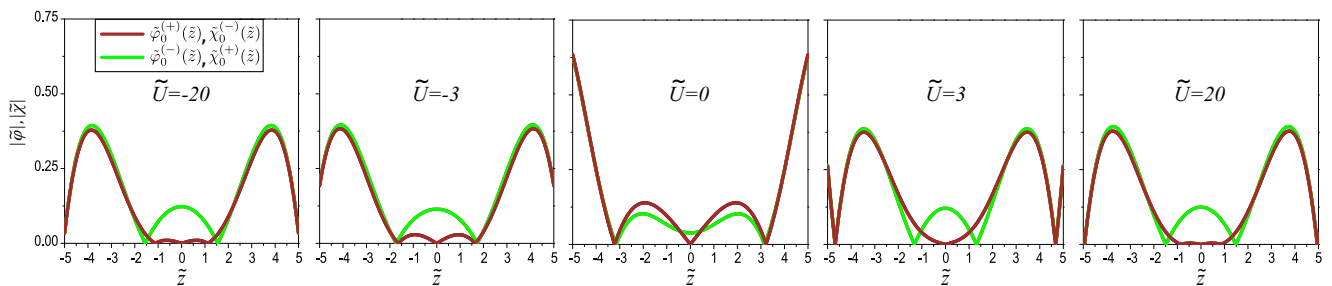 0.75
φ̃₀⁽⁺⁾(z̃), χ̃₀⁽⁻⁾(z̃)
φ̃₀⁽⁻⁾(z̃), χ̃₀⁽⁺⁾(z̃)
0.50
|φ̃|,|χ̃|
Ũ=-20 Ũ=-3 Ũ=0 Ũ=3 Ũ=20
0.25
0.00
-5 -4 -3 -2 -1 0 1 2 3 4 5 -5 -4 -3 -2 -1 0 1 2 3 4 5 -5 -4 -3 -2 -1 0 1 2 3 4 5 -5 -4 -3 -2 -1 0 1 2 3 4 5 -5 -4 -3 -2 -1 0 1 2 3 4 5
z̃ z̃ z̃ z̃ z̃